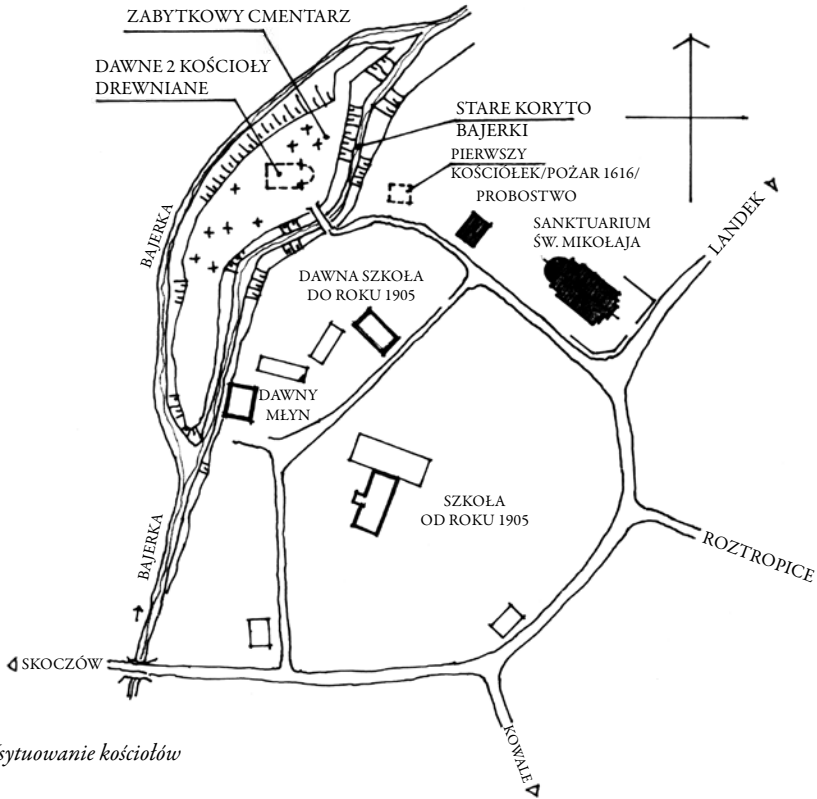 ZABYTKOWY CMENTARZ
DAWNE 2 KOŚCIOŁY
DREWNIANE
STARE KORYTO
BAJERKI
PIERWSZY
KOŚCIÓŁEK/POŻAR 1616/
PROBOSTWO
SANKTUARIUM
ŚW. MIKOŁAJA
LANDEK
BAJERKA
DAWNA SZKOŁA
DO ROKU 1905
DAWNY
MŁYN
SZKOŁA
OD ROKU 1905
ROZTROPICE
BAJERKA
SKOCZÓW
KOWALE
sytuowanie kościołów